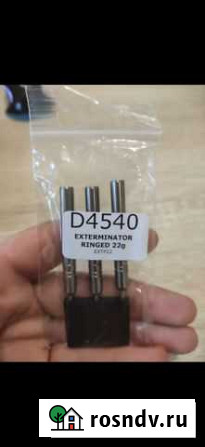 D4540
EXTERMINATOR
RINGED 22g
rosndv.ru